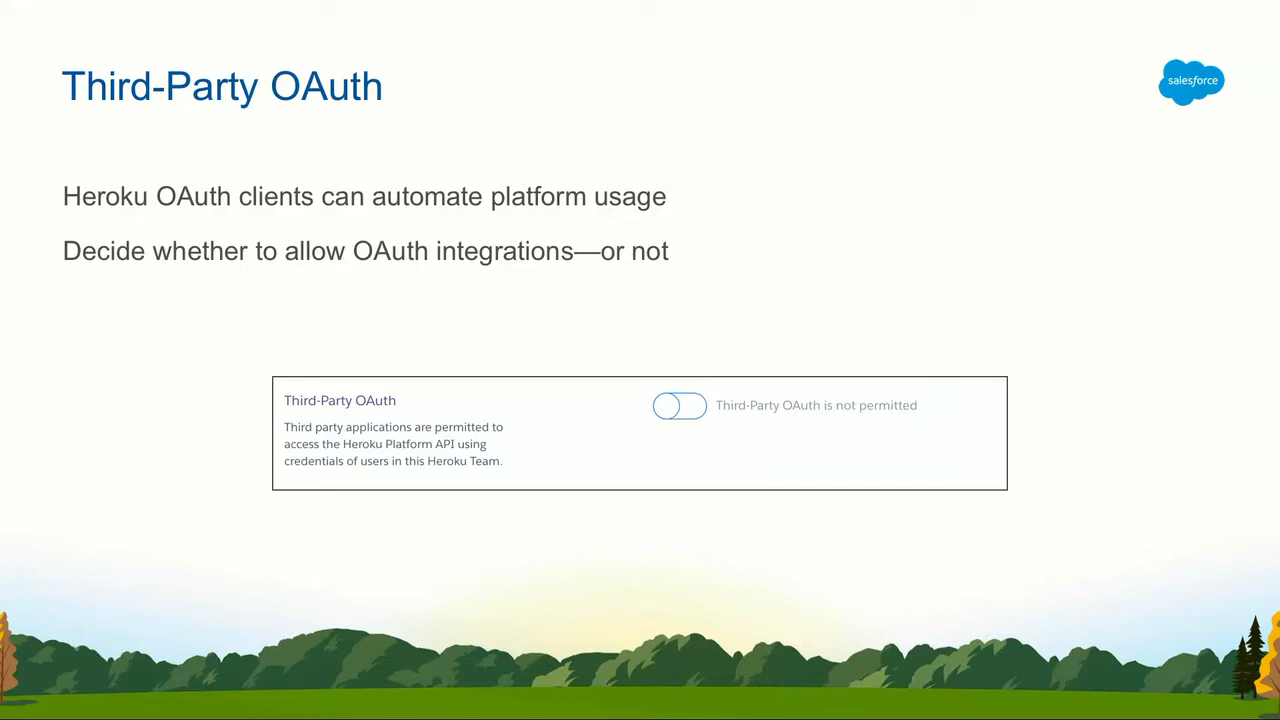 Third-Party OAuth
salesforce
Heroku OAuth clients can automate platform usage
Decide whether to allow OAuth integrations—or not
Third-Party OAuth
Third party applications are permitted to
access the Heroku Platform API using
credentials of users in this Heroku Team.
Third-Party OAuth is not permitted